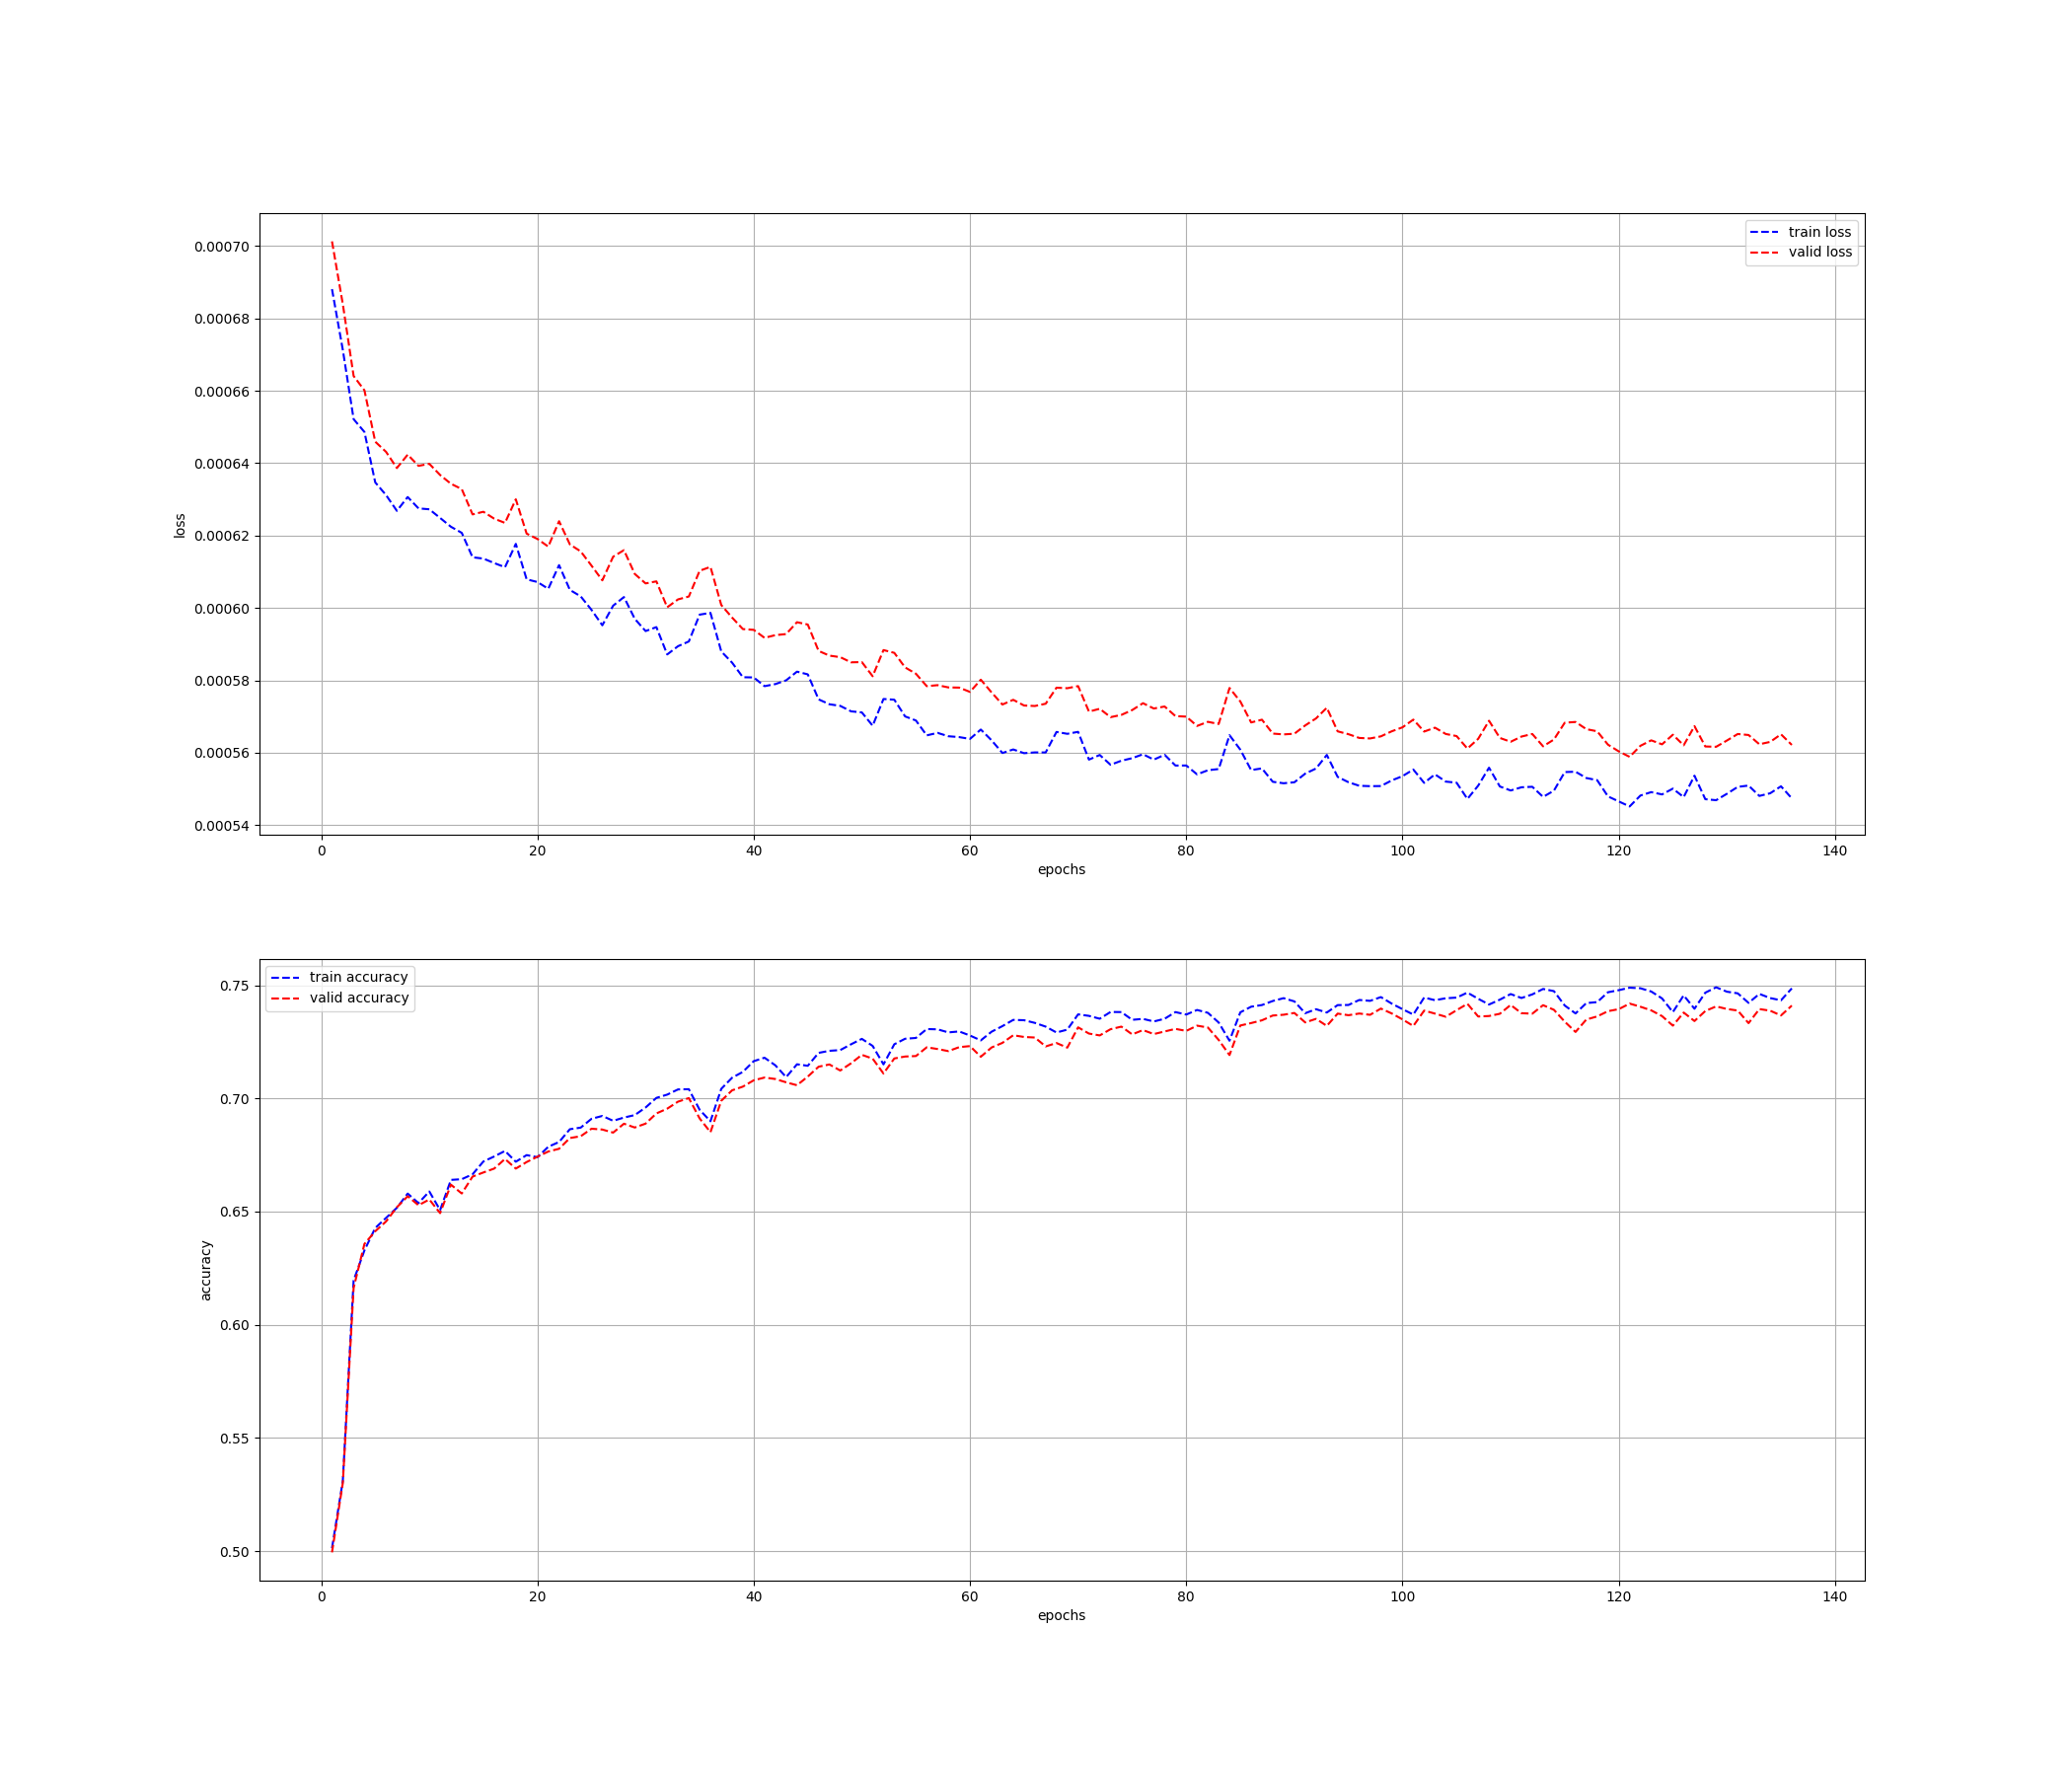 train loss
valid loss
0.00070
0.00068
0.00066
0.00064
0.00062
0.00060
0.00058
0.00056
0.00054
loss
0 20 40 60 80 100 120 140
epochs
train accuracy
valid accuracy
0.75
0.70
0.65
0.60
0.55
0.50
accuracy
0 20 40 60 80 100 120 140
epochs